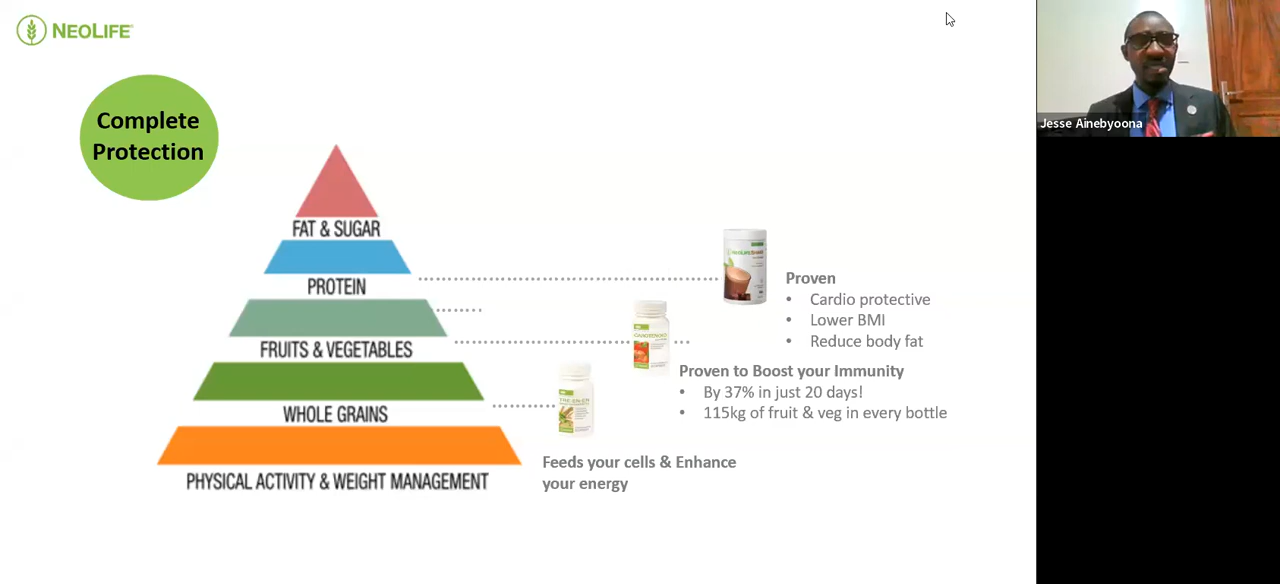 NEOLIFE
Complete
Protection
FAT & SUGAR
PROTEIN
FRUITS & VEGETABLES
WHOLE GRAINS
PHYSICAL ACTIVITY & WEIGHT MANAGEMENT
Proven
• Cardio protective
• Lower BMI
• Reduce body fat
Proven to Boost your Immunity
• By 37% in just 20 days!
• 115kg of fruit & veg in every bottle
Feeds your cells & Enhance
your energy
Jesse Ainebyoona